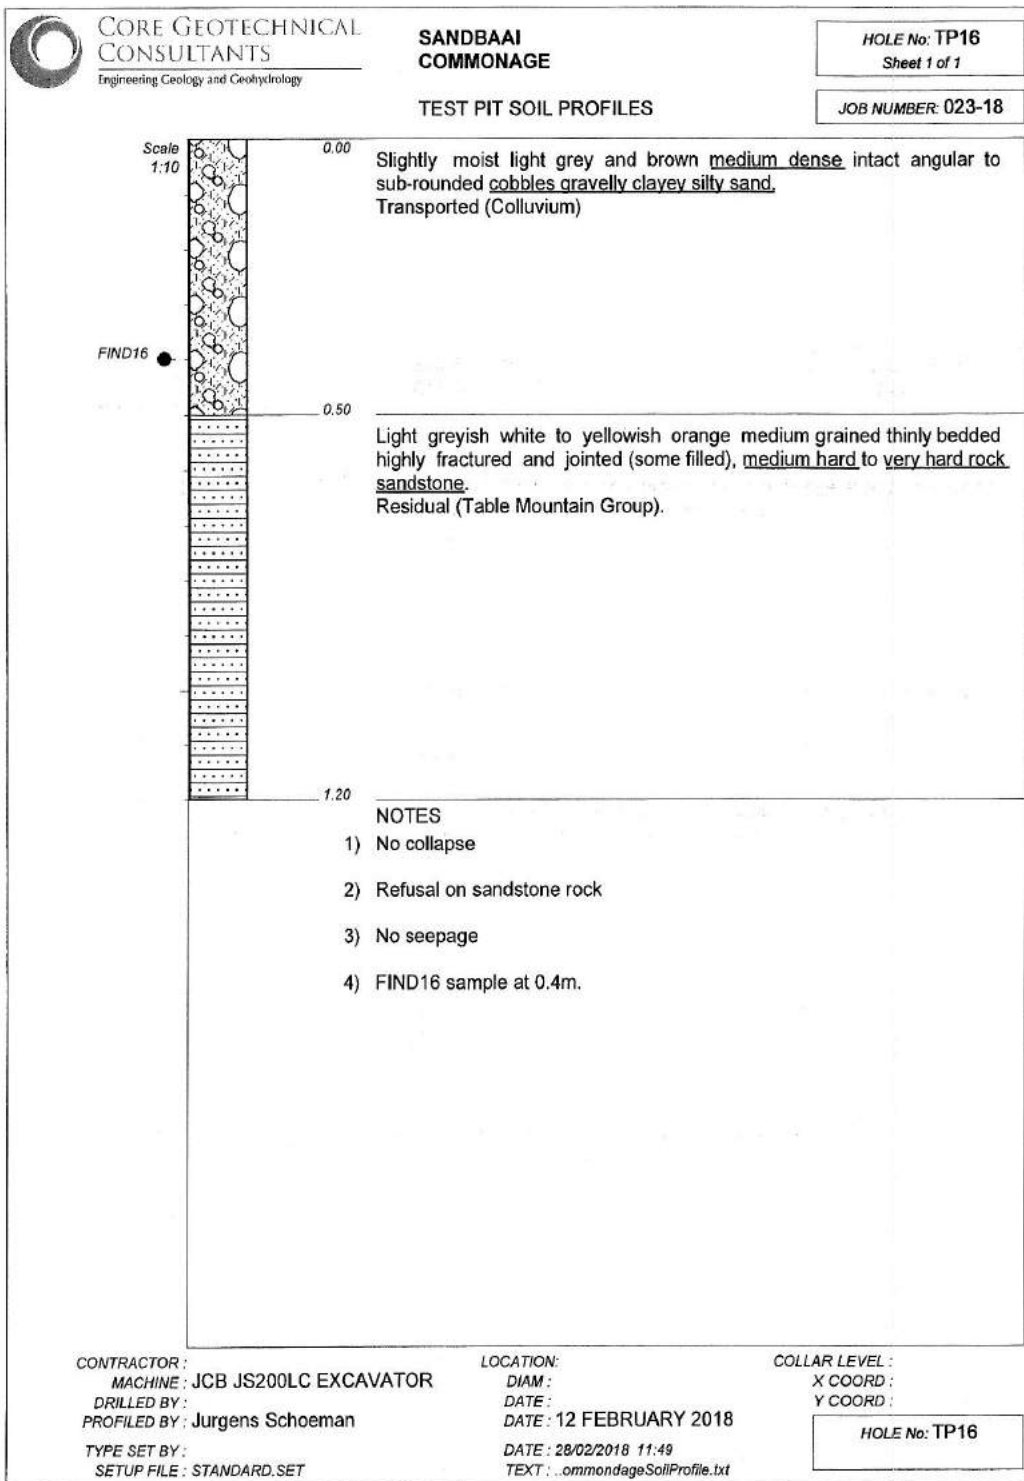 CORE GEOTECHNICAL
CONSULTANTS
Engineering Geology and Geohydrology
SANDBAAI
COMMONAGE
TEST PIT SOIL PROFILES
HOLE No: TP16
Sheet 1 of 1
JOB NUMBER: 023-18
Scale
1:10
0.00
Slightly moist light grey and brown medium dense intact angular to
sub-rounded cobbles gravelly clayey silty sand.
Transported (Colluvium)
FIND16
0.50
Light greyish white to yellowish orange medium grained thinly bedded
highly fractured and jointed (some filled), medium hard to very hard rock
sandstone.
Residual (Table Mountain Group).
1.20
NOTES
1) No collapse
2) Refusal on sandstone rock
3) No seepage
4) FIND16 sample at 0.4m.
CONTRACTOR :
MACHINE : JCB JS200LC EXCAVATOR
DRILLED BY :
PROFILED BY : Jurgens Schoeman
TYPE SET BY :
SETUP FILE : STANDARD.SET
LOCATION:
DIAM :
DATE :
DATE : 12 FEBRUARY 2018
DATE : 28/02/2018 11:49
TEXT : ..ommondageSoilProfile.txt
COLLAR LEVEL :
X COORD :
Y COORD :
HOLE No: TP16